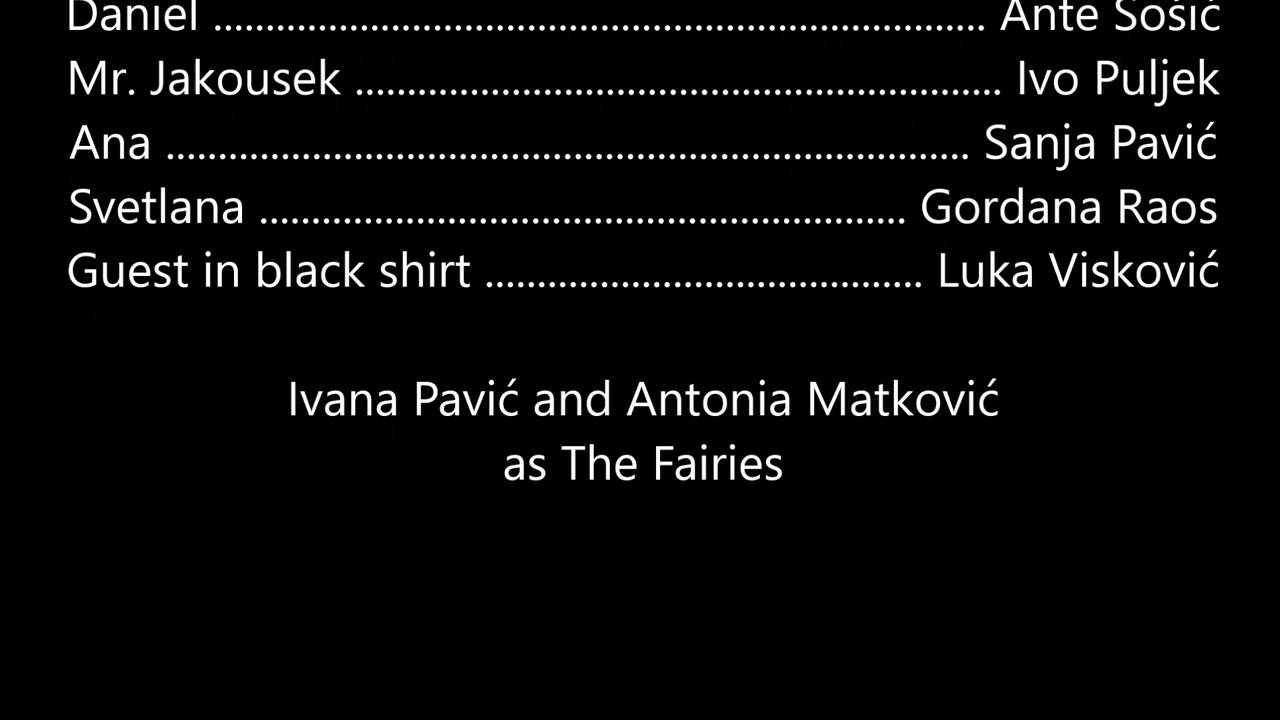 Daniel ........................................................................... Ante Sošić
Mr. Jakousek .............................................................. Ivo Puljek
Ana ............................................................................. Sanja Pavić
Svetlana .............................................................. Gordana Raos
Guest in black shirt .......................................... Luka Visković
Ivana Pavić and Antonia Matković
as The Fairies